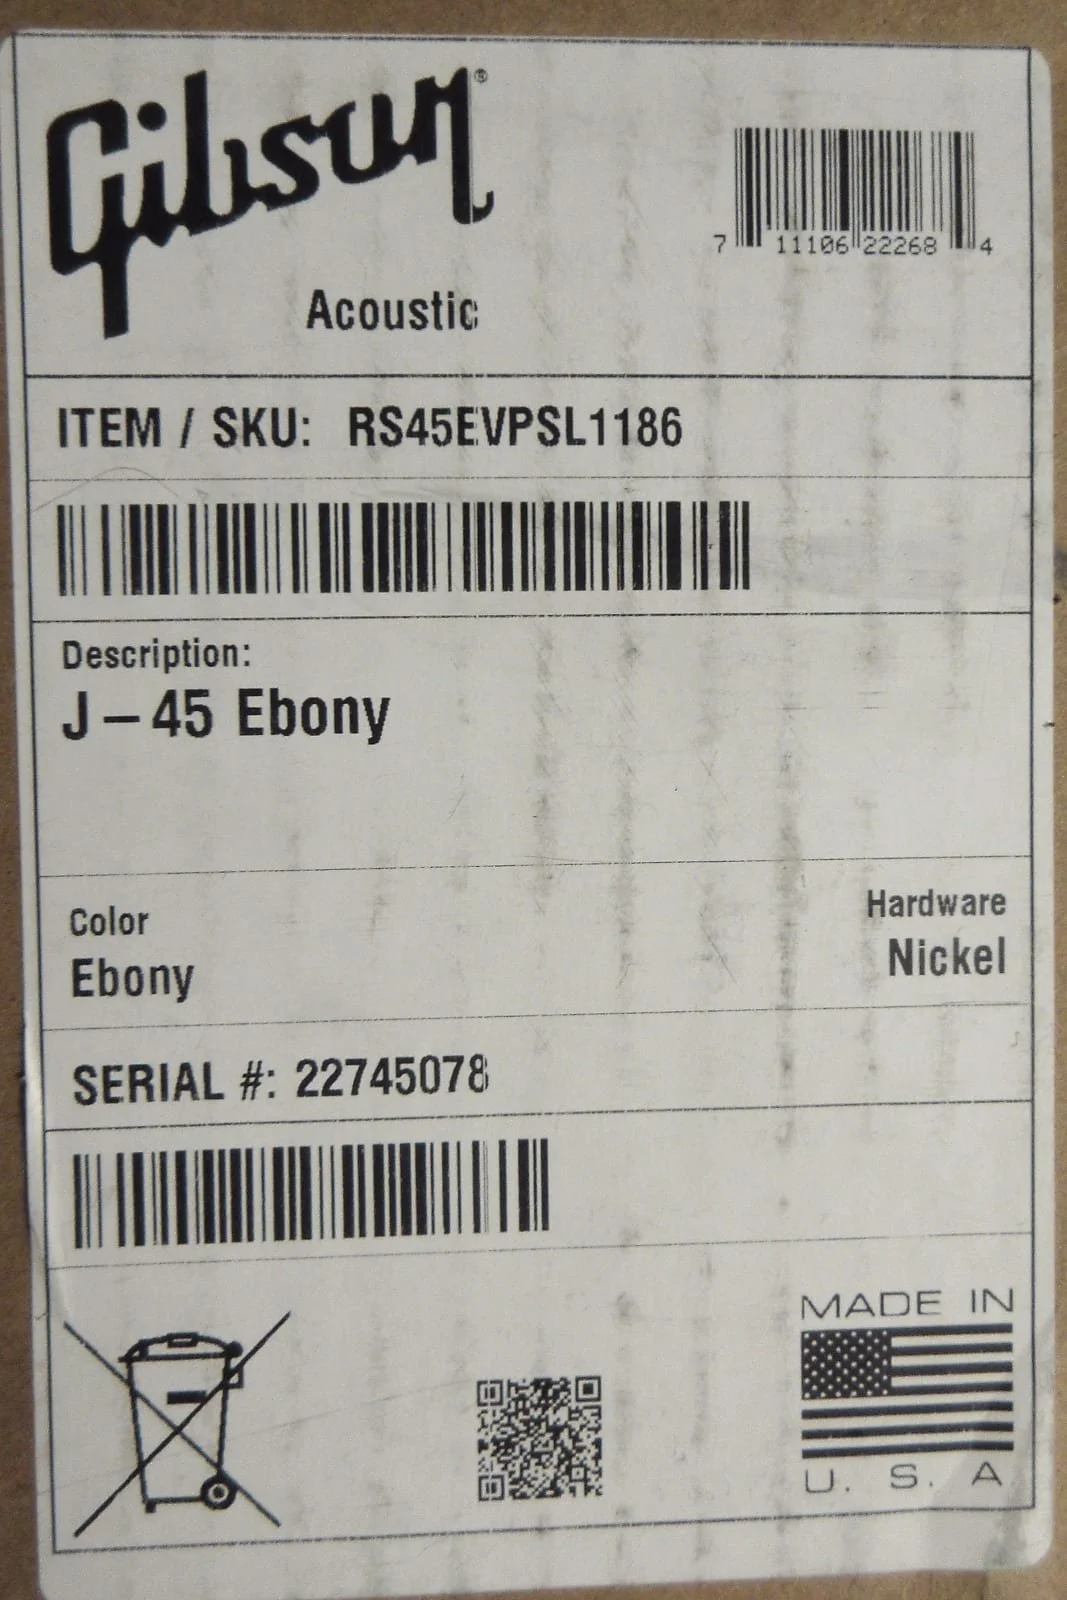 Gibson®
Acoustic
7 11106 22268 4
ITEM / SKU: RS45EVPSL1186
Description:
J-45 Ebony
Color
Ebony
Hardware
Nickel
SERIAL #: 22745078
MADE IN
U. S. A